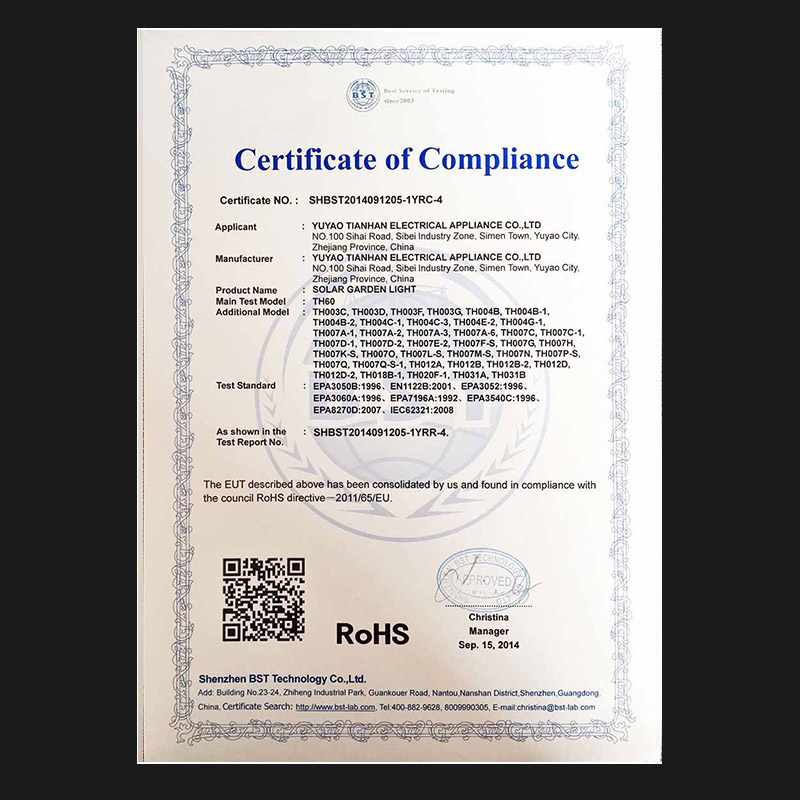 BST
Best Service of Testing
since2003
Certificate of Compliance
Certificate NO. : SHBST2014091205-1YRC-4
Applicant : YUYAO TIANHAN ELECTRICAL APPLIANCE CO.,LTD
NO.100 Sihai Road, Sibei Industry Zone, Simen Town, Yuyao City,
Zhejiang Province, China
Manufacturer : YUYAO TIANHAN ELECTRICAL APPLIANCE CO.,LTD
NO.100 Sihai Road, Sibei Industry Zone, Simen Town, Yuyao City,
Zhejiang Province, China
Product Name : SOLAR GARDEN LIGHT
Main Test Model : TH60
Additional Model : TH003C, TH003D, TH003F, TH003G, TH004B, TH004B-1,
TH004B-2, TH004C-1, TH004C-3, TH004E-2, TH004G-1,
TH007A-1, TH007A-2, TH007A-3, TH007A-6, TH007C, TH007C-1,
TH007D-1, TH007D-2, TH007E-2, TH007F-S, TH007G, TH007H,
TH007K-S, TH007O, TH007L-S, TH007M-S, TH007N, TH007P-S,
TH007Q, TH007Q-S-1, TH012A, TH012B, TH012B-2, TH012D,
TH012D-2, TH018B-1, TH020F-1, TH031A, TH031B
Test Standard : EPA3050B:1996、EN1122B:2001、EPA3052:1996、
EPA3060A:1996、EPA7196A:1992、EPA3540C:1996、
EPA8270D:2007、IEC62321:2008
As shown in the : SHBST2014091205-1YRR-4.
Test Report No.
The EUT described above has been consolidated by us and found in compliance with
the council RoHS directive—2011/65/EU.
BST TECHNOLOGY
APPROVED
RoHS
Christina
Manager
Sep. 15, 2014
Shenzhen BST Technology Co.,Ltd.
Add: Building No.23-24, Zhiheng Industrial Park, Guankouer Road, Nantou,Nanshan District,Shenzhen,Guangdong.
China, Certificate Search: http://www.bst-lab.com, Tel:400-882-9628, 8009990305, E-mail:christina@bst-lab.com